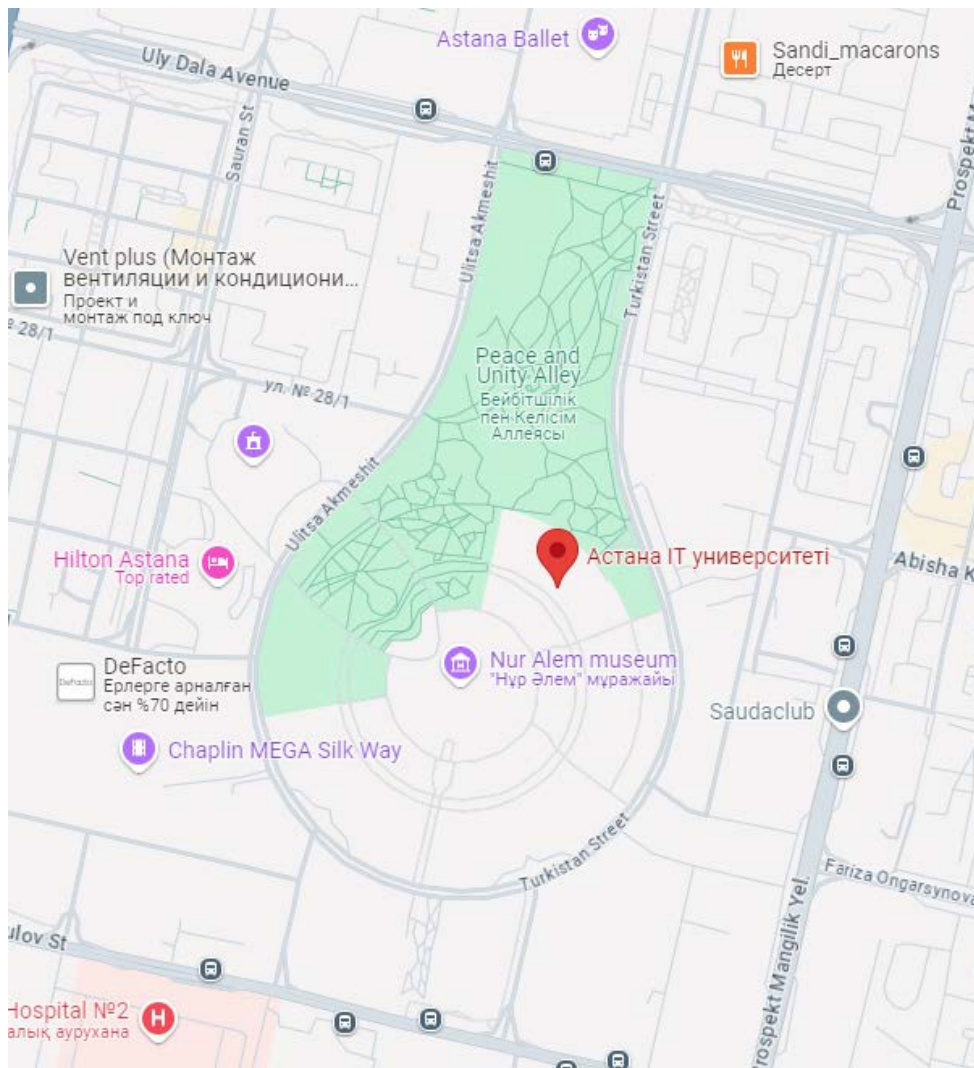 Astana Ballet
Sandi_macarons
Десерт
Uly Dala Avenue
Sauran St
Ulitsa Akmeshit
Turkistan Street
Prospekt M
Vent plus (Монтаж
вентиляции и кондициони...
Проект и
монтаж под ключ
№ 28/1
ул. № 28/1
Peace and
Unity Alley
Бейбітшілік
пен Келісім
Аллеясы
Ulitsa Akmeshit
Hilton Astana
Top rated
Астана IT университеті
Abisha K
DeFacto
DeFacto
Ерлерге арналған
сән %70 дейін
Nur Alem museum
"Нұр Әлем" мұражайы
Saudaclub
Chaplin MEGA Silk Way
Turkistan Street
Fariza Ongarsynova
Prospekt Mangilik Yel.
ulov St
Hospital №2
алық аурухана
H